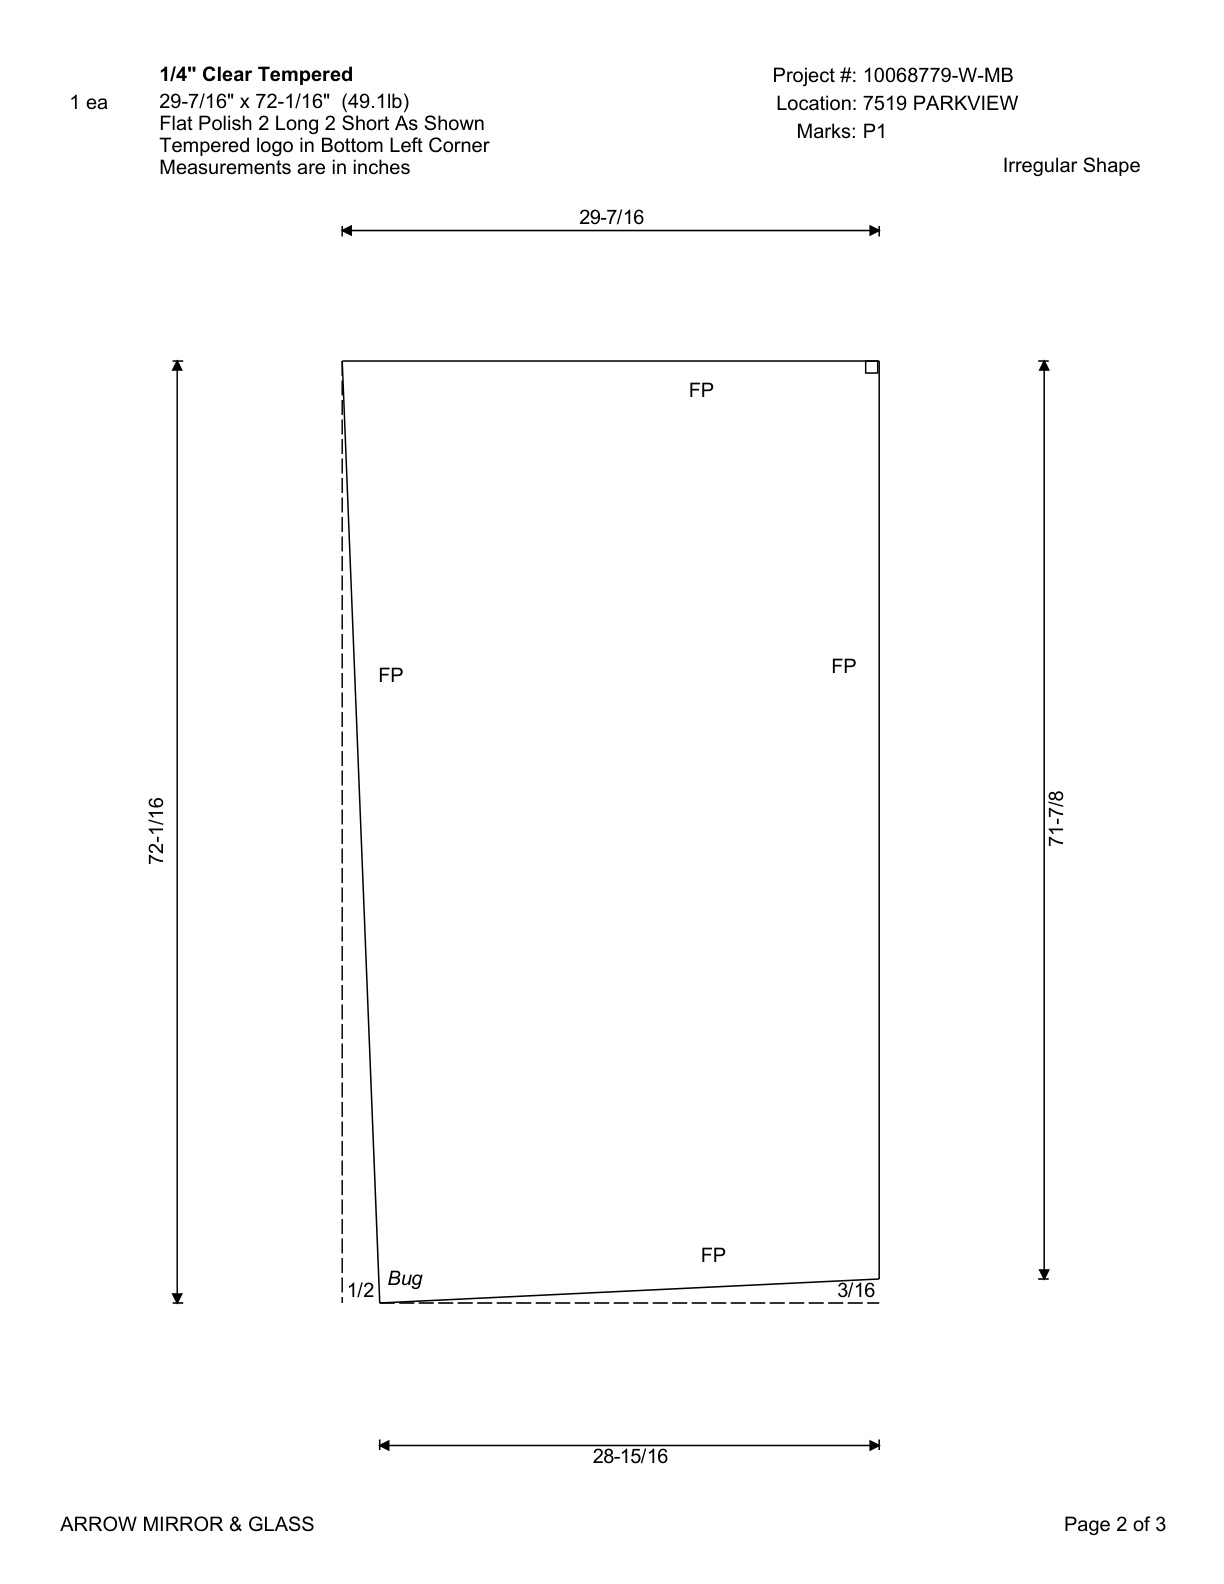 1/4" Clear Tempered
Project #: 10068779-W-MB
1 ea
29-7/16" x 72-1/16" (49.1lb)
Location: 7519 PARKVIEW
Flat Polish 2 Long 2 Short As Shown
Marks: P1
Tempered logo in Bottom Left Corner
Measurements are in inches
Irregular Shape
29-7/16
FP
FP
FP
72-1/16
71-7/8
FP
Bug
1/2
3/16
28-15/16
ARROW MIRROR & GLASS
Page 2 of 3